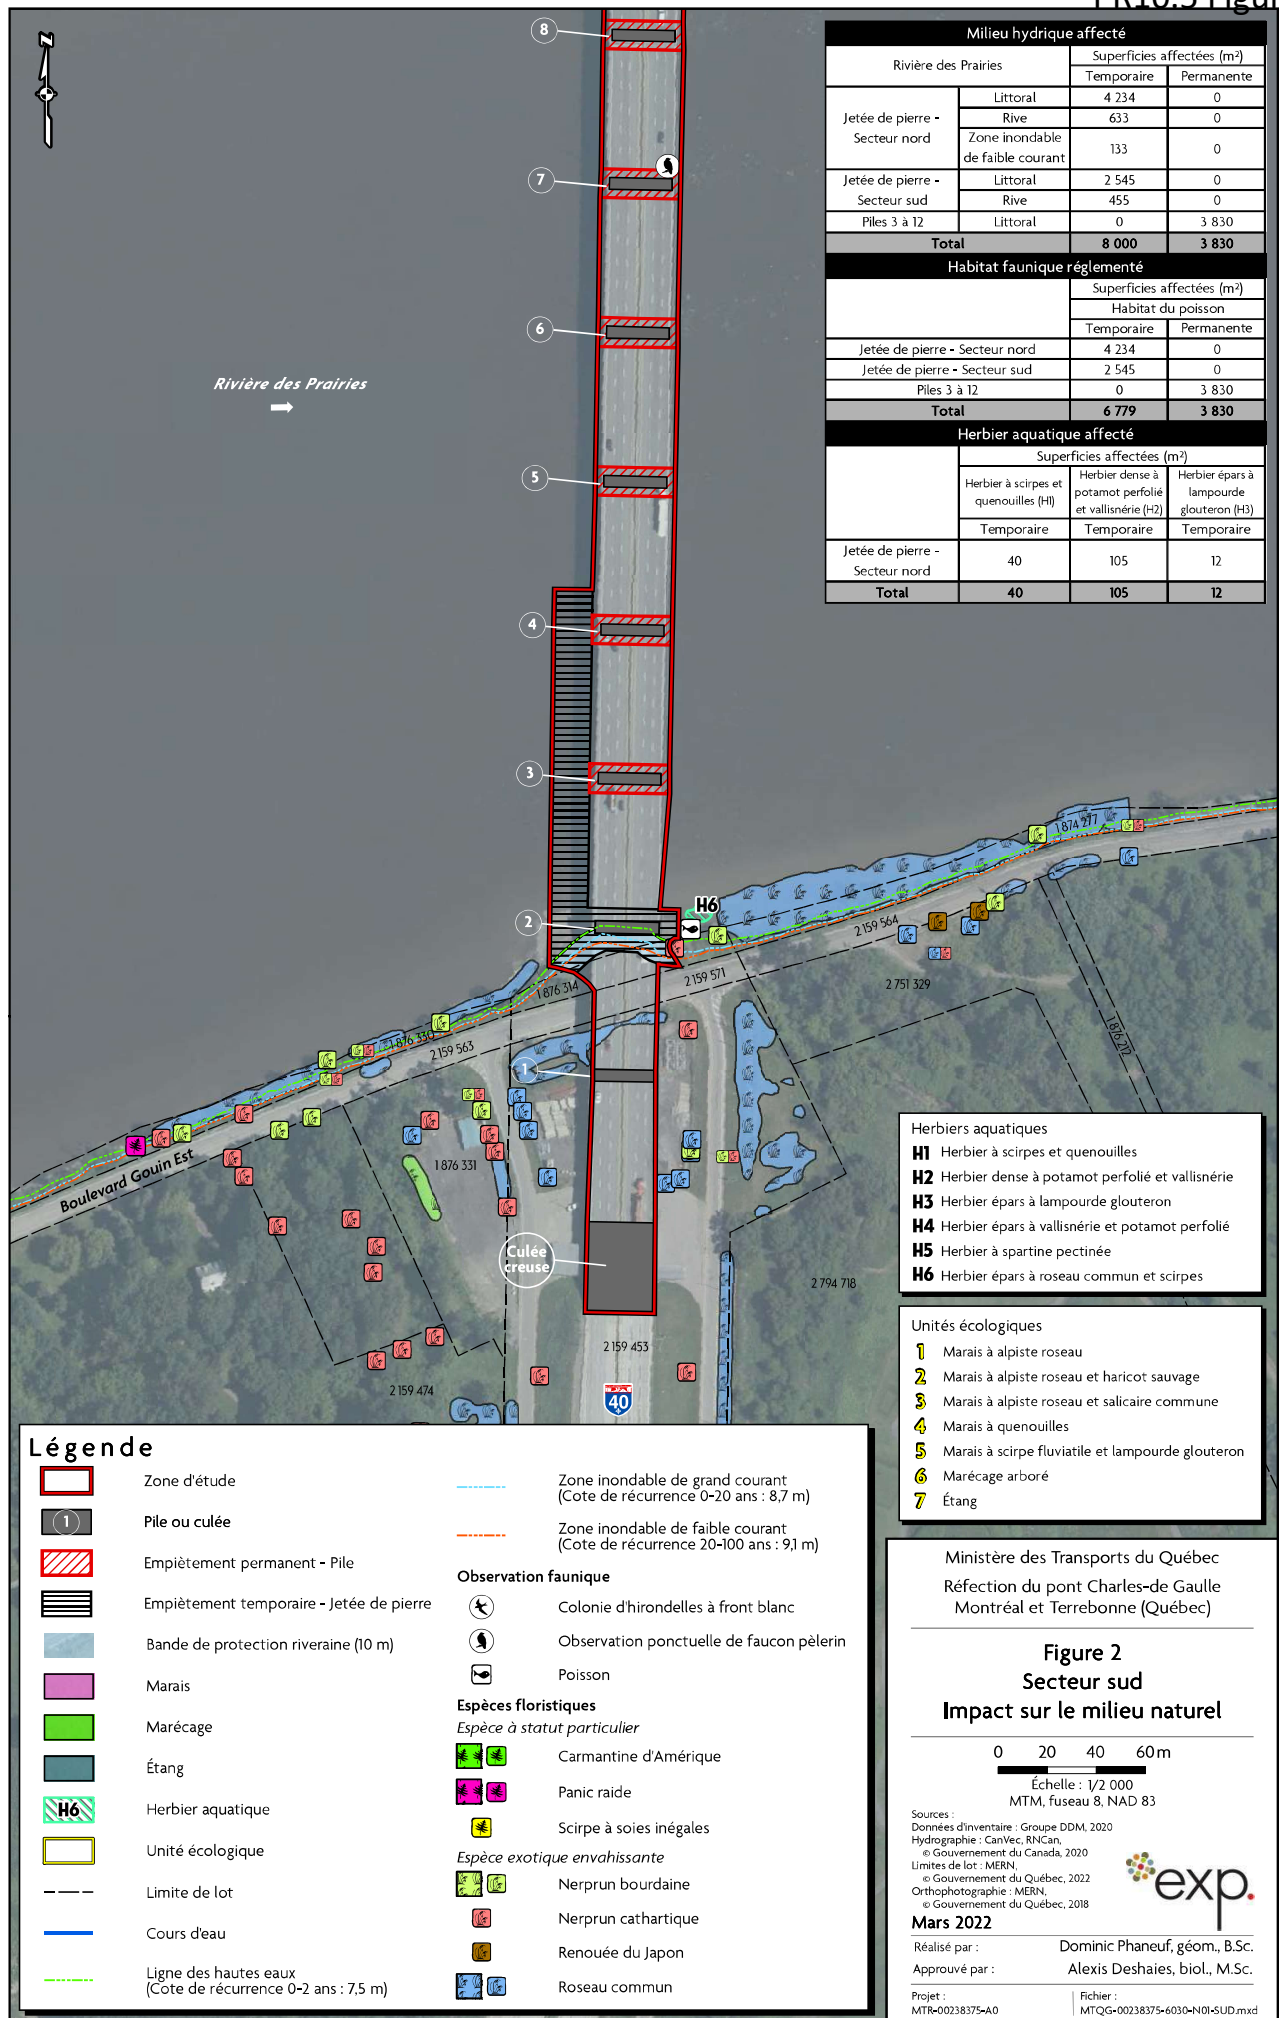 PR10.3 Figu
N
8
7
6
5
4
3
2
1
Rivière des Prairies
Milieu hydrique affecté
Rivière des Prairies
Superficies affectées (m²)
Temporaire Permanente
Jetée de pierre - Secteur nord
Littoral 4 234 0
Rive 633 0
Zone inondable de faible courant 133 0
Jetée de pierre - Secteur sud
Littoral 2 545 0
Rive 455 0
Piles 3 à 12 Littoral 0 3 830
Total 8 000 3 830
Habitat faunique réglementé
Superficies affectées (m²)
Habitat du poisson
Temporaire Permanente
Jetée de pierre - Secteur nord 4 234 0
Jetée de pierre - Secteur sud 2 545 0
Piles 3 à 12 0 3 830
Total 6 779 3 830
Herbier aquatique affecté
Superficies affectées (m²)
Herbier à scirpes et quenouilles (H1)
Herbier dense à potamot perfolié et vallisnérie (H2)
Herbier épars à lampourde glouteron (H3)
Temporaire Temporaire Temporaire
Jetée de pierre - Secteur nord 40 105 12
Total 40 105 12
H6
1 874 277
2 159 564
2 159 571
2 751 329
1 876 212
1 876 314
1 876 330
2 159 563
1 876 331
Boulevard Gouin Est
Culée creuse
2 794 718
2 159 453
2 159 474
40
Herbiers aquatiques
H1 Herbier à scirpes et quenouilles
H2 Herbier dense à potamot perfolié et vallisnérie
H3 Herbier épars à lampourde glouteron
H4 Herbier épars à vallisnérie et potamot perfolié
H5 Herbier à spartine pectinée
H6 Herbier épars à roseau commun et scirpes
Unités écologiques
1 Marais à alpiste roseau
2 Marais à alpiste roseau et haricot sauvage
3 Marais à alpiste roseau et salicaire commune
4 Marais à quenouilles
5 Marais à scirpe fluviatile et lampourde glouteron
6 Marécage arboré
7 Étang
Légende
Zone d'étude
1 Pile ou culée
Empiètement permanent - Pile
Empiètement temporaire - Jetée de pierre
Bande de protection riveraine (10 m)
Marais
Marécage
Étang
H6 Herbier aquatique
Unité écologique
Limite de lot
Cours d'eau
Ligne des hautes eaux
(Cote de récurrence 0-2 ans : 7,5 m)
Zone inondable de grand courant
(Cote de récurrence 0-20 ans : 8,7 m)
Zone inondable de faible courant
(Cote de récurrence 20-100 ans : 9,1 m)
Observation faunique
Colonie d'hirondelles à front blanc
Observation ponctuelle de faucon pèlerin
Poisson
Espèces floristiques
Espèce à statut particulier
Carmantine d'Amérique
Panic raide
Scirpe à soies inégales
Espèce exotique envahissante
Nerprun bourdaine
Nerprun cathartique
Renouée du Japon
Roseau commun
Ministère des Transports du Québec
Réfection du pont Charles-de Gaulle
Montréal et Terrebonne (Québec)
Figure 2
Secteur sud
Impact sur le milieu naturel
0 20 40 60 m
Échelle : 1/2 000
MTM, fuseau 8, NAD 83
Sources :
Données d'inventaire : Groupe DDM, 2020
Hydrographie : CanVec, RNCan,
© Gouvernement du Canada, 2020
Limites de lot : MERN,
© Gouvernement du Québec, 2022
Orthophotographie : MERN,
© Gouvernement du Québec, 2018
exp.
Mars 2022
Réalisé par : Dominic Phaneuf, géom., B.Sc.
Approuvé par : Alexis Deshaies, biol., M.Sc.
Projet :
MTR-00238375-A0
Fichier :
MTQG-00238375-6030-N01-SUD.mxd